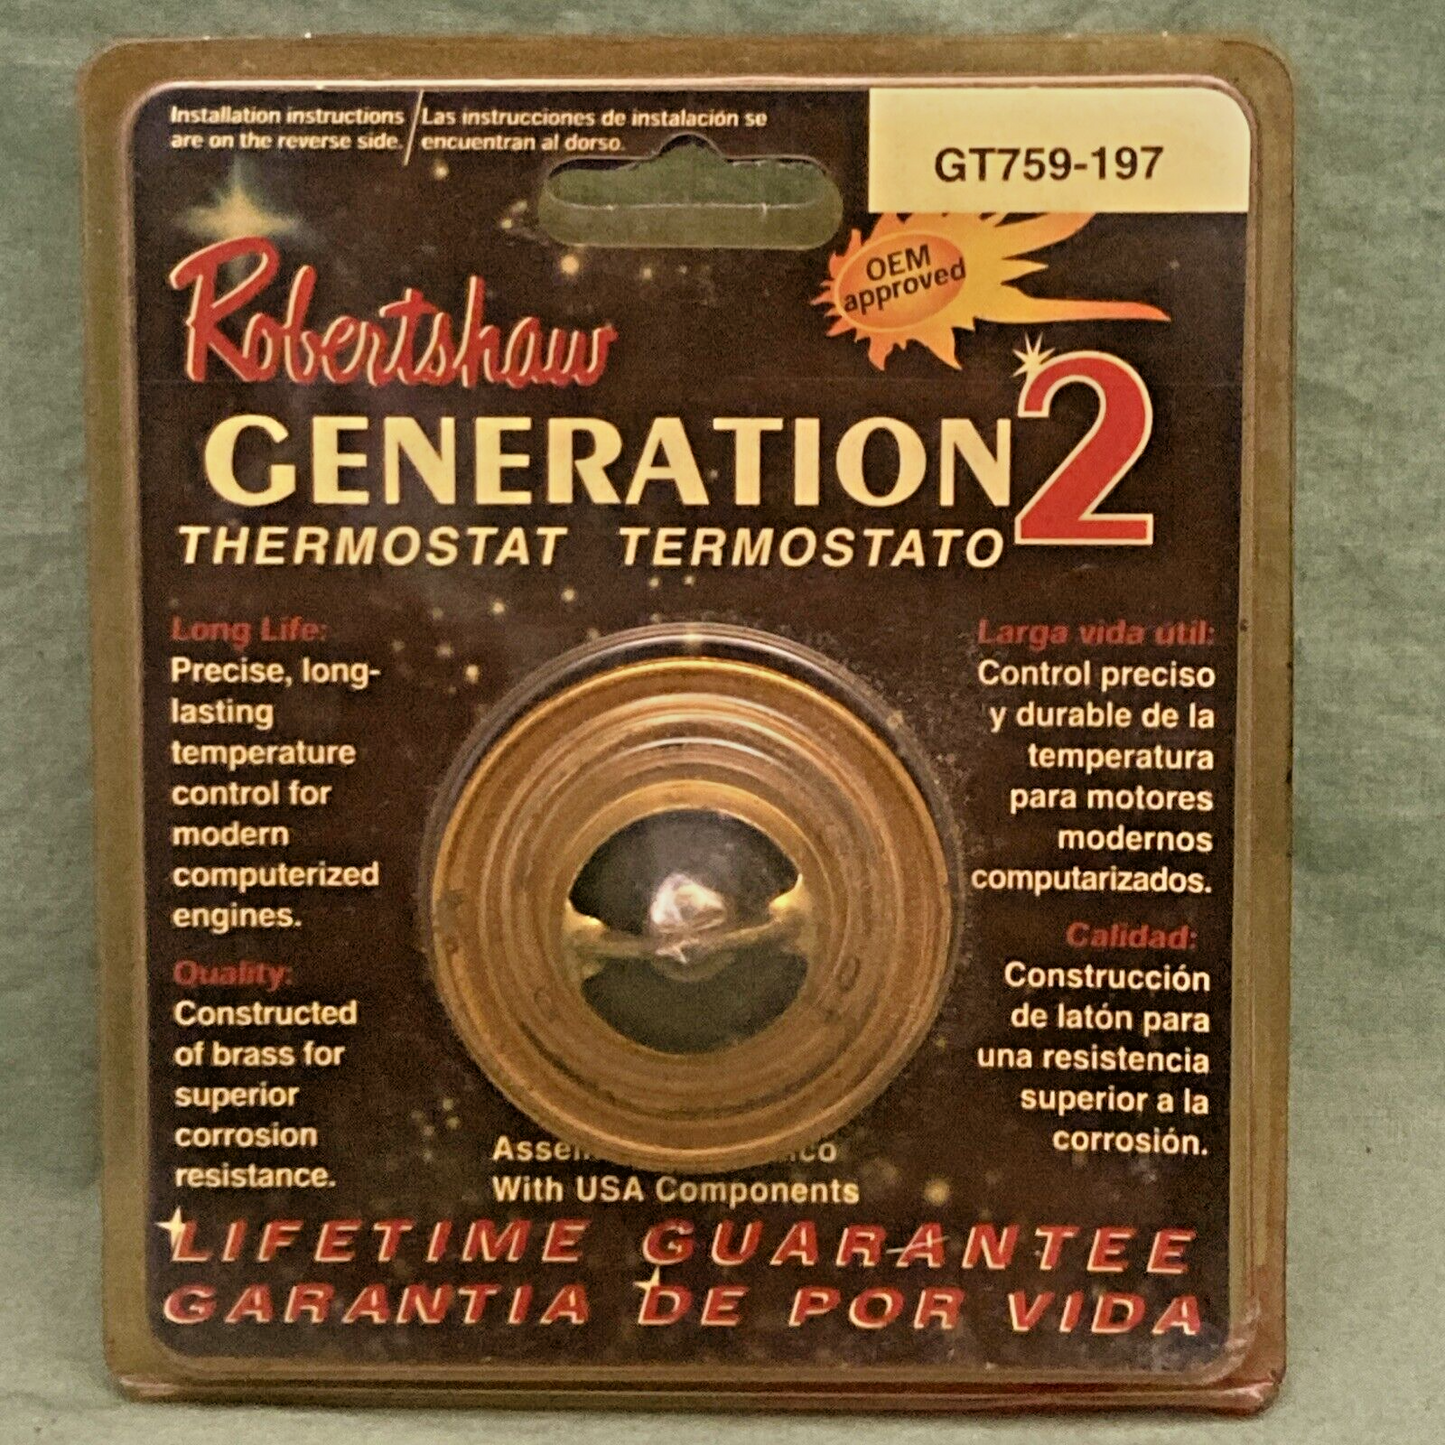 Installation instructions
are on the reverse side.
Las instrucciones de instalación se
encuentran al dorso.
GT759-197
OEM
approved
Robertshaw
GENERATION 2
THERMOSTAT TERMOSTATO
Long Life:
Precise, long-
lasting
temperature
control for
modern
computerized
engines.
Quality:
Constructed
of brass for
superior
corrosion
resistance.
Larga vida útil:
Control preciso
y durable de la
temperatura
para motores
modernos
computarizados.
Calidad:
Construcción
de latón para
una resistencia
superior a la
corrosión.
With USA Components
LIFETIME GUARANTEE
GARANTIA DE POR VIDA